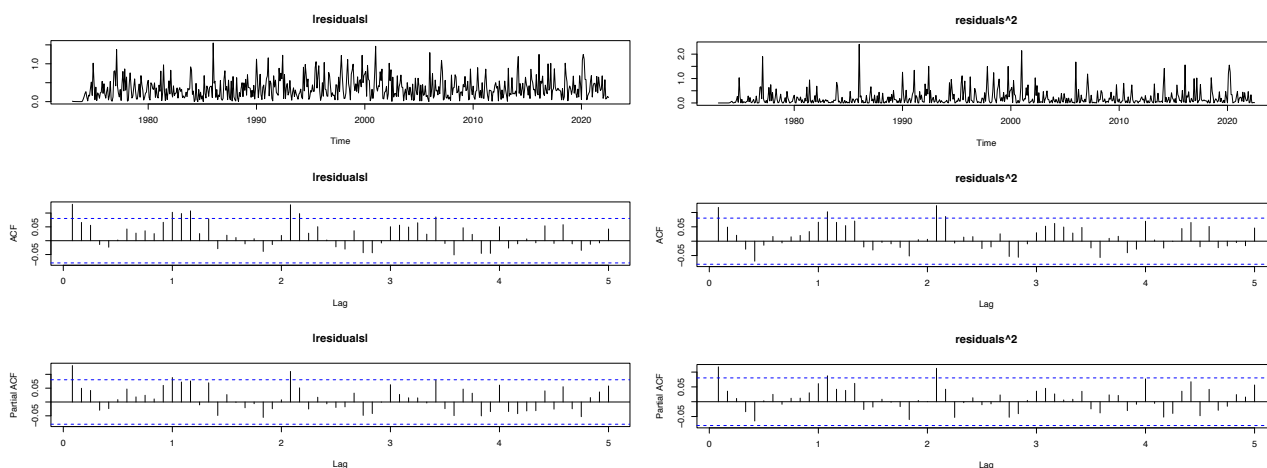 |residuals|
0.0 1.0
1980 1990 2000 2010 2020
Time
|residuals|
ACF
−0.05 0.05
0 1 2 3 4 5
Lag
|residuals|
Partial ACF
−0.05 0.05
0 1 2 3 4 5
Lag
residuals^2
0.0 1.0 2.0
1980 1990 2000 2010 2020
Time
residuals^2
ACF
−0.05 0.05
0 1 2 3 4 5
Lag
residuals^2
Partial ACF
−0.05 0.05
0 1 2 3 4 5
Lag